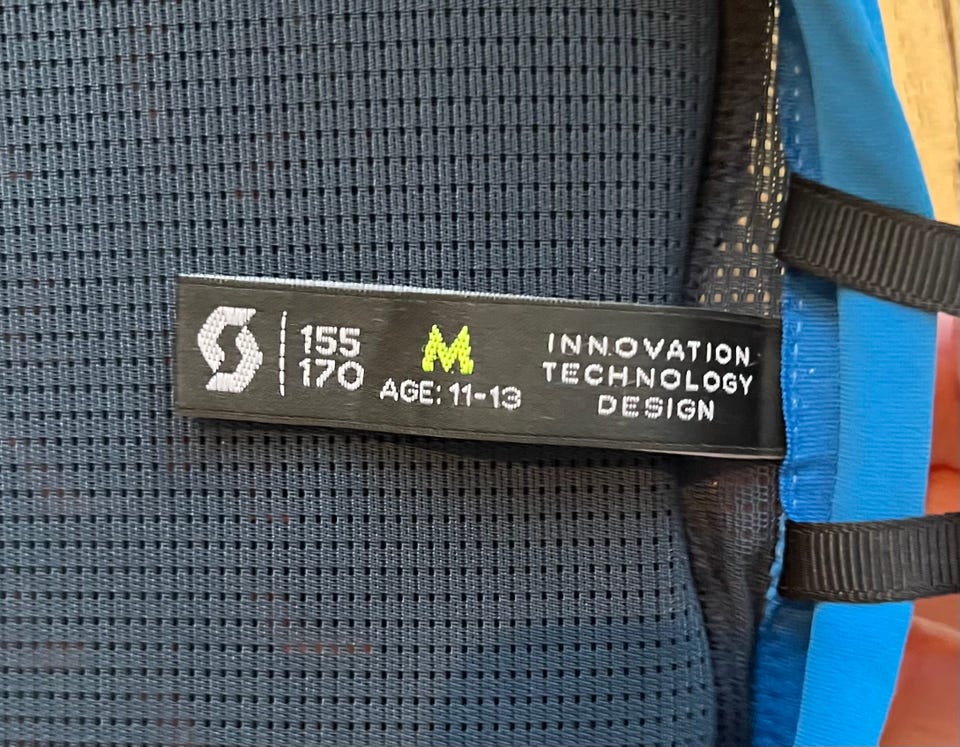 155
170
M
AGE: 11-13
INNOVATION
TECHNOLOGY
DESIGN